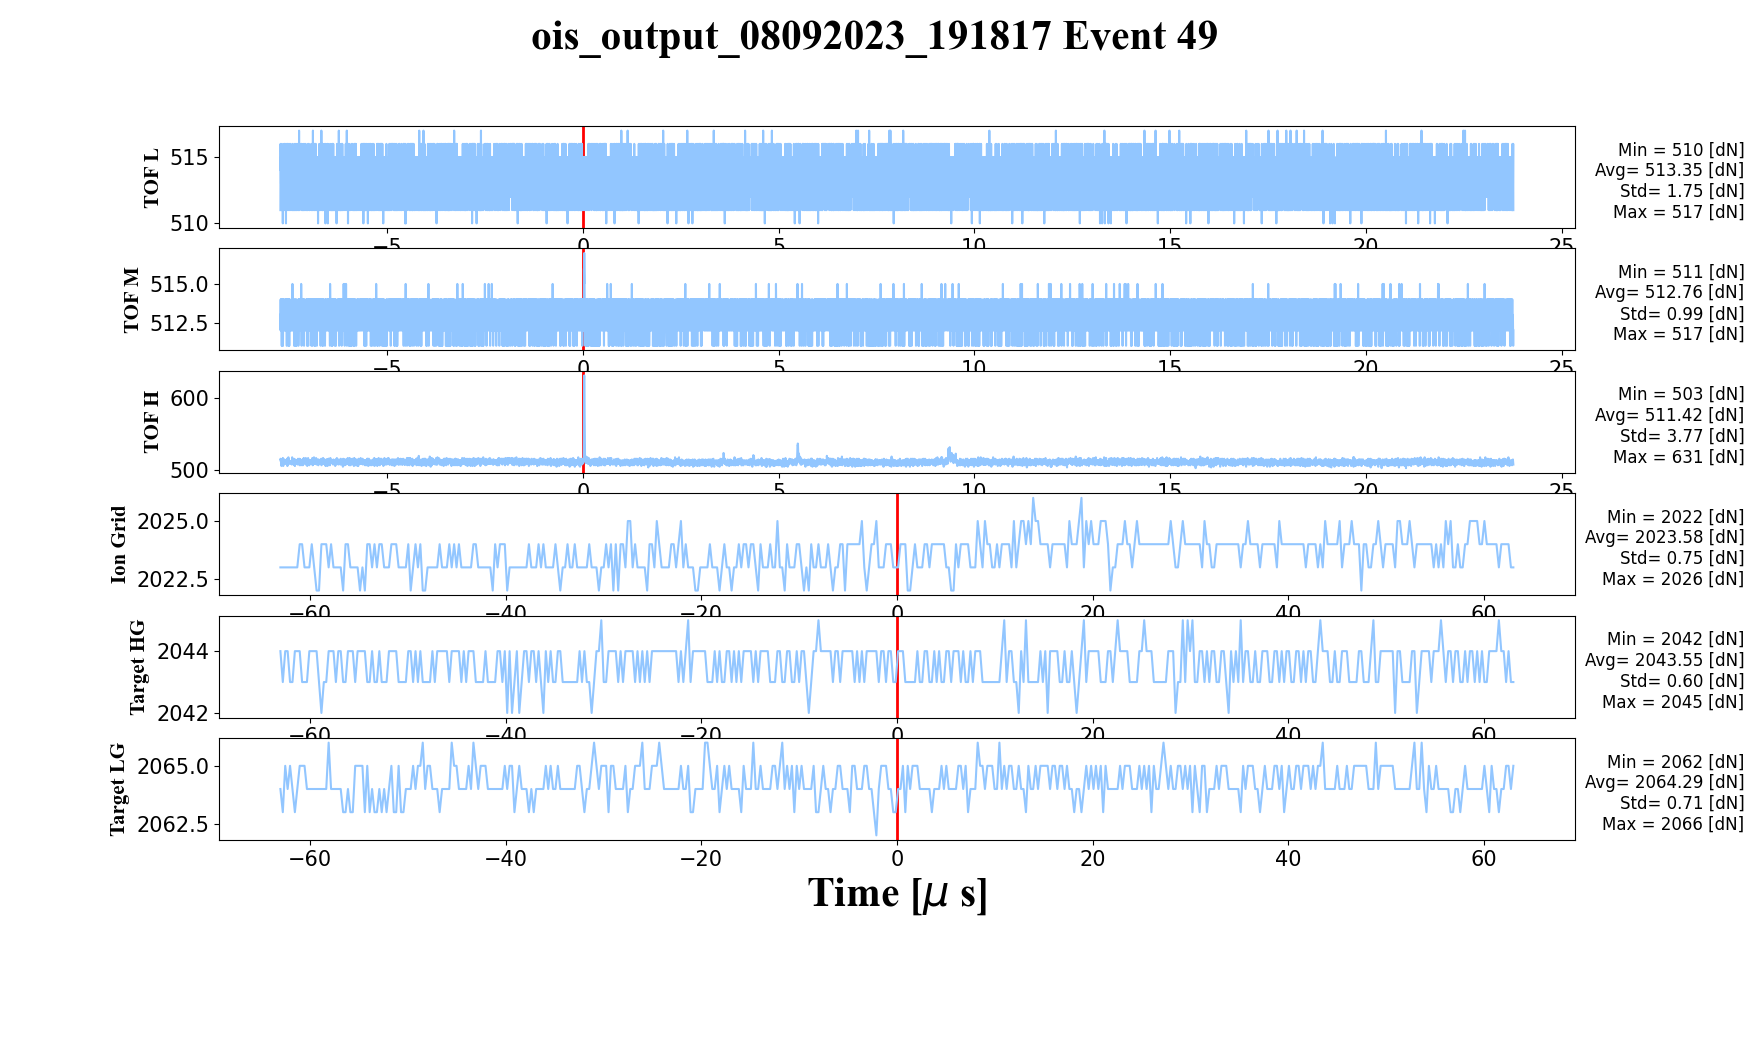 ois_output_08092023_191817 Event 49
TOF L
515
510
−5
0
5
10
15
20
25
Min = 510 [dN]
Avg= 513.35 [dN]
Std= 1.75 [dN]
Max = 517 [dN]
TOF M
515.0
512.5
−5
0
5
10
15
20
25
Min = 511 [dN]
Avg= 512.76 [dN]
Std= 0.99 [dN]
Max = 517 [dN]
TOF H
600
500
−5
0
5
10
15
20
25
Min = 503 [dN]
Avg= 511.42 [dN]
Std= 3.77 [dN]
Max = 631 [dN]
Ion Grid
2025.0
2022.5
−60
−40
−20
0
20
40
60
Min = 2022 [dN]
Avg= 2023.58 [dN]
Std= 0.75 [dN]
Max = 2026 [dN]
Target HG
2044
2042
−60
−40
−20
0
20
40
60
Min = 2042 [dN]
Avg= 2043.55 [dN]
Std= 0.60 [dN]
Max = 2045 [dN]
Target LG
2065.0
2062.5
−60
−40
−20
0
20
40
60
Min = 2062 [dN]
Avg= 2064.29 [dN]
Std= 0.71 [dN]
Max = 2066 [dN]
Time [μ s]